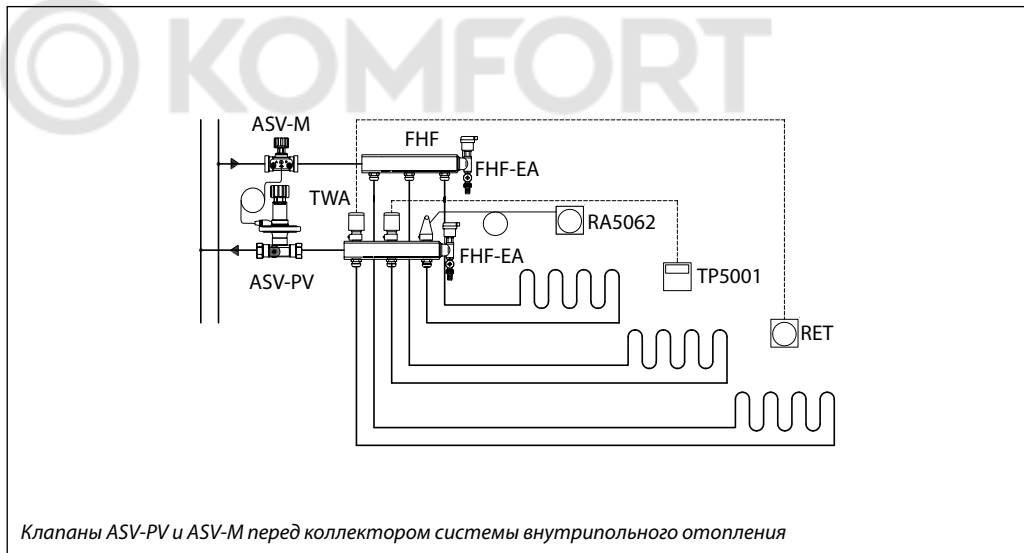 KOMFORT
ASV-M
FHF
FHF-EA
TWA
RA5062
FHF-EA
TP5001
ASV-PV
RET
Клапаны ASV-PV и ASV-M перед коллектором системы внутрипольного отопления